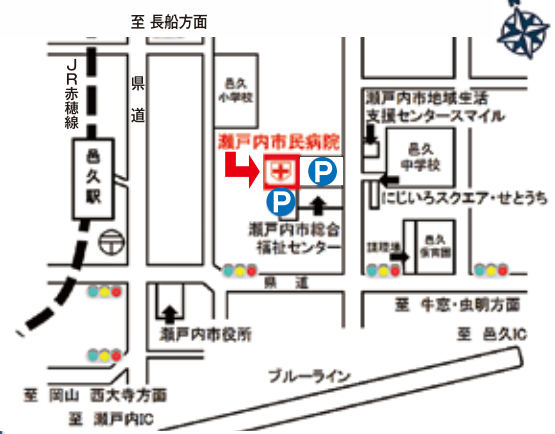 至 長船方面
JR赤穂線
県道
邑久
小学校
瀬戸内市地域生活
支援センタースマイル
瀬戸内市民病院
邑久
中学校
邑久駅
P
P
にじいろスクエア・せとうち
瀬戸内市総合
福祉センター
邑久
保育園
県 道
至 牛窓・虫明方面
瀬戸内市役所
至 邑久IC
ブルーライン
至 岡山 西大寺方面
至 瀬戸内IC